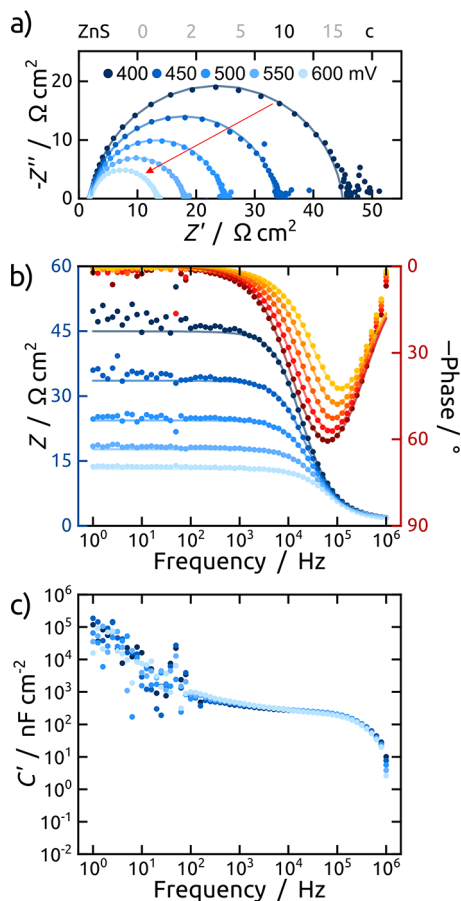 ZnS 0 2 5 10 15 c
a)
400 450 500 550 600 mV
-Z″ / Ω cm²
20
10
0
0 10 20 30 40 50
Z′ / Ω cm²
b)
Z / Ω cm²
60
45
30
15
0
0
30
60
90
−Phase / °
10⁰ 10¹ 10² 10³ 10⁴ 10⁵ 10⁶
Frequency / Hz
c)
C′ / nF cm⁻²
10⁶
10⁵
10⁴
10³
10²
10¹
10⁰
10⁻¹
10⁻²
10⁰ 10¹ 10² 10³ 10⁴ 10⁵ 10⁶
Frequency / Hz